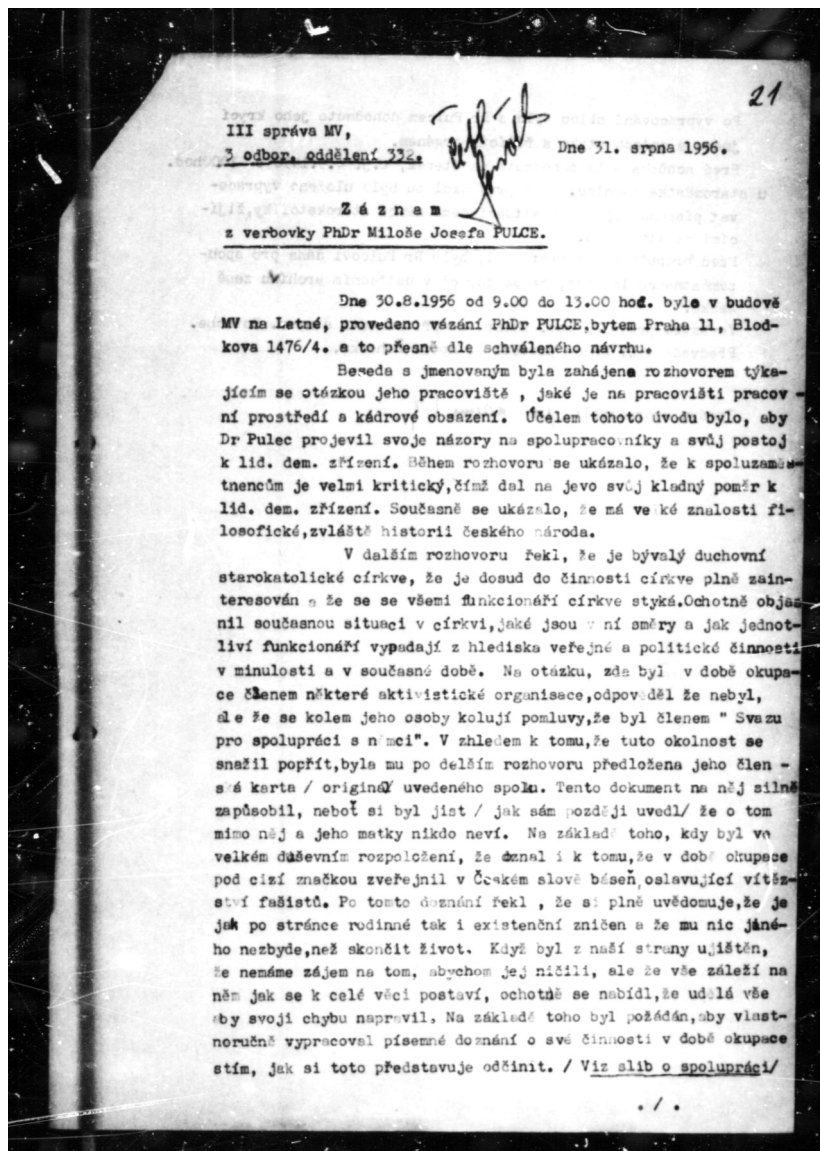 21
III správa MV,
3 odbor. oddělení 332.
Dne 31. srpna 1956.
Záznam
z verbovky PhDr Miloše Josefa PULCE.
Dne 30.8.1956 od 9.00 do 13.00 hod. bylo v budově
MV na Letné, provedeno vázání PhDr PULCE,bytem Praha 11, Blod-
kova 1476/4. a to přesně dle schváleného návrhu.
Beseda s jmenovaným byla zahájena rozhovorem týka-
jícím se otázkou jeho pracoviště , jaké je na pracovišti pracov -
ní prostředí a kádrové obsazení. Účelem tohoto úvodu bylo, aby
Dr Pulec projevil svoje názory na spolupracovníky a svůj postoj
k lid. dem. zřízení. Během rozhovoru se ukázalo, že k spoluzaměs-
tnencům je velmi kritický,čímž dal na jevo svůj kladný poměr k
lid. dem. zřízení. Současně se ukázalo, že má velké znalosti fi-
losofické,zvláště historii českého národa.
V dalším rozhovoru řekl, že je bývalý duchovní
starokatolické církve, že je dosud do činnosti církve plně zain-
teresován a že se se všemi funkcionáři církve styká.Ochotně objas
nil současnou situaci v církvi,jaké jsou v ní směry a jak jednot-
liví funkcionáři vypadají z hlediska veřejné a politické činnosti
v minulosti a v současné době. Na otázku, zda byl v době okupa-
ce členem některé aktivistické organisace,odpověděl že nebyl,
ale že se kolem jeho osoby kolují pomluvy,že byl členem " Svazu
pro spolupráci s němci". V zhledem k tomu,že tuto okolnost se
snažil popřít,byla mu po delším rozhovoru předložena jeho člen -
ská karta / originál uvedeného spolu. Tento dokument na něj silně
zapůsobil, neboť si byl jist / jak sám později uvedl/ že o tom
mimo něj a jeho matky nikdo neví. Na základě toho, kdy byl ve
velkém duševním rozpoložení, že doznal i k tomu,že v době okupace
pod cizí značkou zveřejnil v Českém slově báseň,oslavující vítěz-
ství fašistů. Po tomto doznání řekl , že si plně uvědomuje,že je
jak po stránce rodinné tak i existenční zničen a že mu nic jiné-
ho nezbyde,než skončit život. Když byl z naší strany ujištěn,
že nemáme zájem na tom, abychom jej ničili, ale že vše záleží na
něm jak se k celé věci postaví, ochotně se nabídl,že udělá vše
aby svoji chybu napravil. Na základě toho byl požádán,aby vlast-
noručně vypracoval písemné doznání o své činnosti v době okupace
stím, jak si toto představuje odčinit. / Viz slib o spolupráci/
./.